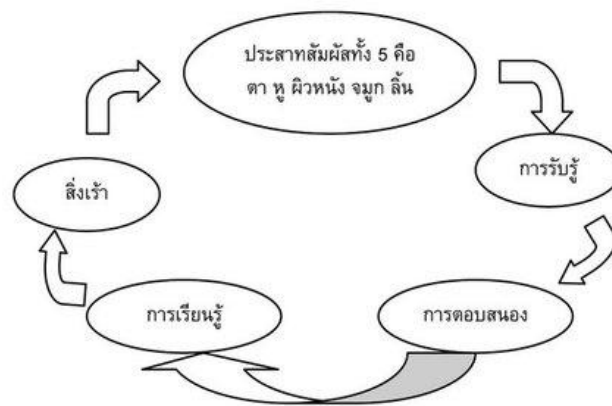 ประสาทสัมผัสทั้ง 5 คือ
ตา หู ผิวหนัง จมูก ลิ้น
การรับรู้
สิ่งเร้า
การเรียนรู้
การตอบสนอง